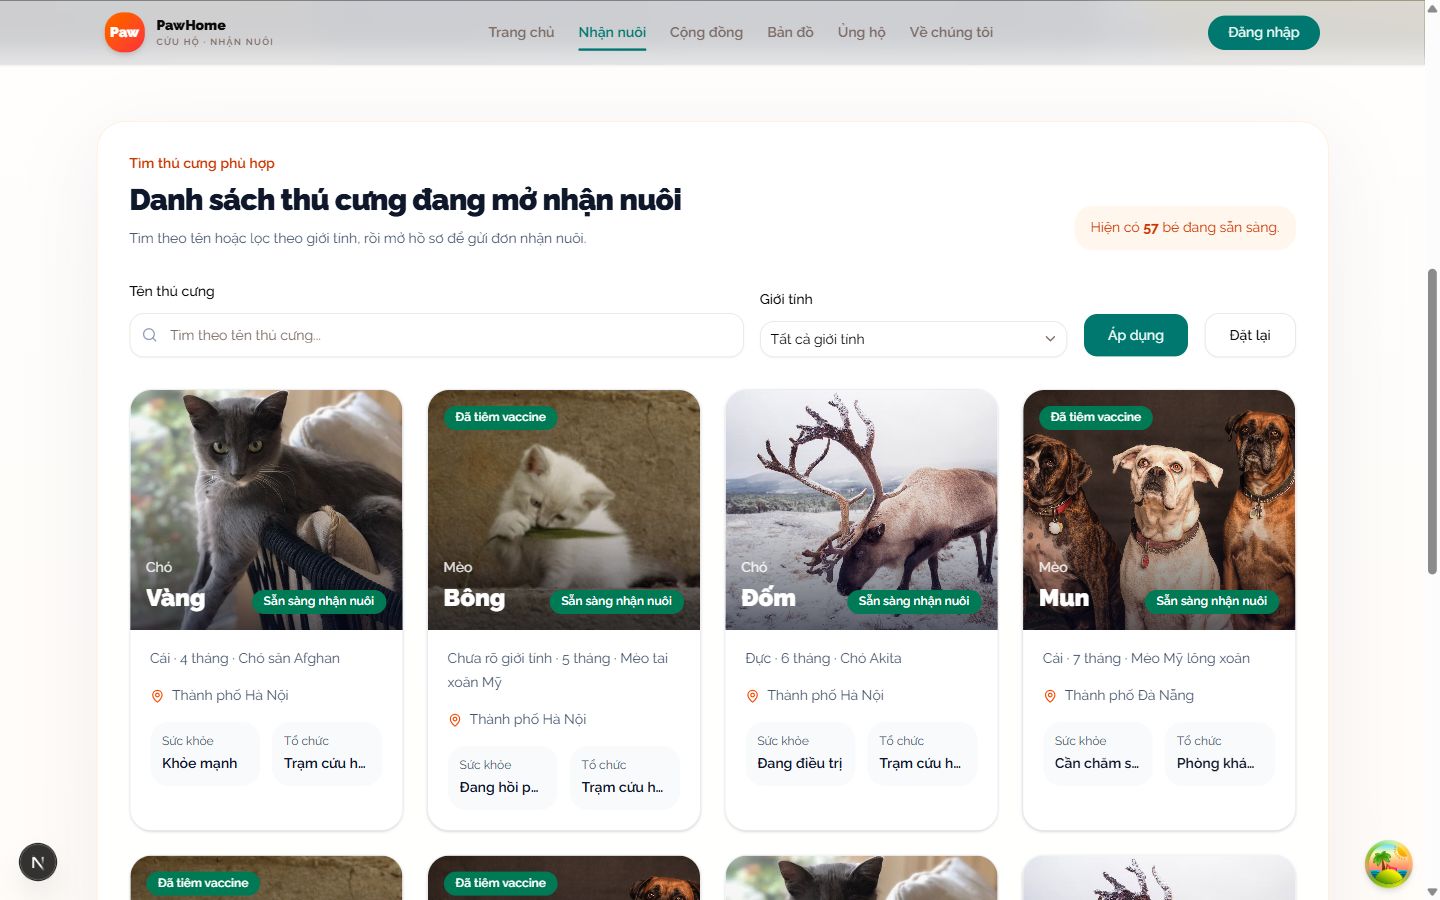 Paw
PawHome
CỨU HỘ · NHẬN NUÔI
Trang chủ
Nhận nuôi
Cộng đồng
Bản đồ
Ủng hộ
Về chúng tôi
Đăng nhập
Tìm thú cưng phù hợp
Danh sách thú cưng đang mở nhận nuôi
Tìm theo tên hoặc lọc theo giới tính, rồi mở hồ sơ để gửi đơn nhận nuôi.
Hiện có 57 bé đang sẵn sàng.
Tên thú cưng
Tìm theo tên thú cưng...
Giới tính
Tất cả giới tính
Áp dụng
Đặt lại
Chó
Vàng
Sẵn sàng nhận nuôi
Cái · 4 tháng · Chó săn Afghan
Thành phố Hà Nội
Sức khỏe
Khỏe mạnh
Tổ chức
Trạm cứu h...
Đã tiêm vaccine
Mèo
Bông
Sẵn sàng nhận nuôi
Chưa rõ giới tính · 5 tháng · Mèo tai
xoăn Mỹ
Thành phố Hà Nội
Sức khỏe
Đang hồi p...
Tổ chức
Trạm cứu h...
Chó
Đốm
Sẵn sàng nhận nuôi
Đực · 6 tháng · Chó Akita
Thành phố Hà Nội
Sức khỏe
Đang điều trị
Tổ chức
Trạm cứu h...
Đã tiêm vaccine
Mèo
Mun
Sẵn sàng nhận nuôi
Cái · 7 tháng · Mèo Mỹ lông xoăn
Thành phố Đà Nẵng
Sức khỏe
Cần chăm s...
Tổ chức
Phòng khá...
Đã tiêm vaccine
Đã tiêm vaccine
N